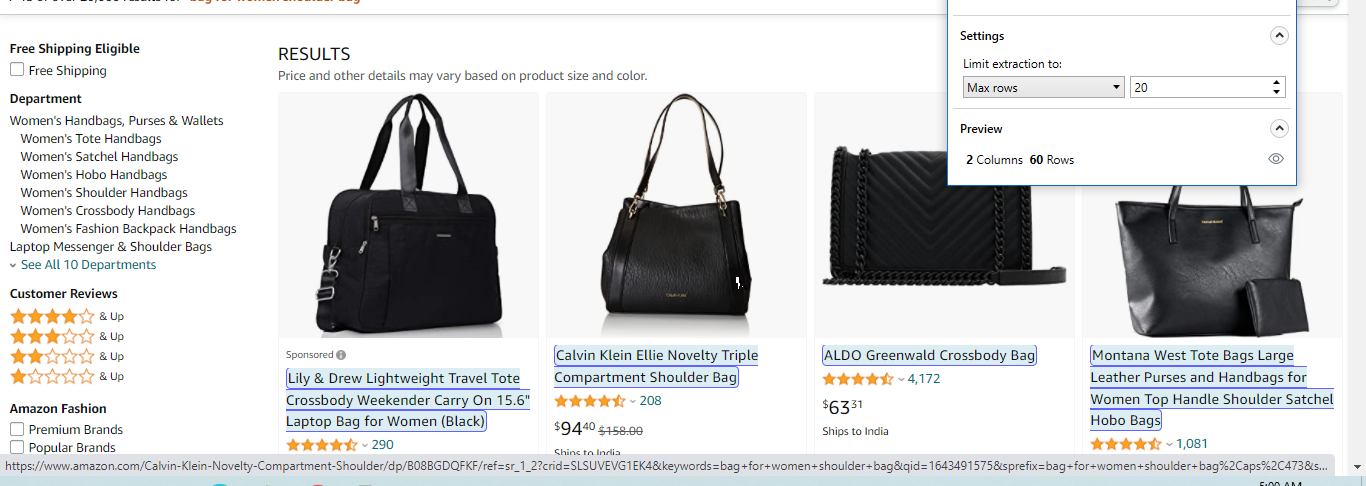 bag for women shoulder bag
Free Shipping Eligible
Free Shipping
Department
Women's Handbags, Purses & Wallets
Women's Tote Handbags
Women's Satchel Handbags
Women's Hobo Handbags
Women's Shoulder Handbags
Women's Crossbody Handbags
Women's Fashion Backpack Handbags
Laptop Messenger & Shoulder Bags
See All 10 Departments
Customer Reviews
& Up
& Up
& Up
& Up
Amazon Fashion
Premium Brands
Popular Brands
RESULTS
Price and other details may vary based on product size and color.
Sponsored
Lily & Drew Lightweight Travel Tote
Crossbody Weekender Carry On 15.6"
Laptop Bag for Women (Black)
290
Calvin Klein Ellie Novelty Triple
Compartment Shoulder Bag
208
$94.40 $158.00
Ships to India
ALDO Greenwald Crossbody Bag
4,172
$63.31
Ships to India
Montana West Tote Bags Large
Leather Purses and Handbags for
Women Top Handle Shoulder Satchel
Hobo Bags
1,081
Settings
Limit extraction to:
Max rows
20
Preview
2 Columns 60 Rows
https://www.amazon.com/Calvin-Klein-Novelty-Compartment-Shoulder/dp/B08BGDQFKF/ref=sr_1_2?crid=SLSUVEVG1EK4&keywords=bag+for+women+shoulder+bag&qid=1643491575&sprefix=bag+for+women+shoulder+bag%2Caps%2C473&s...
5:00 AM